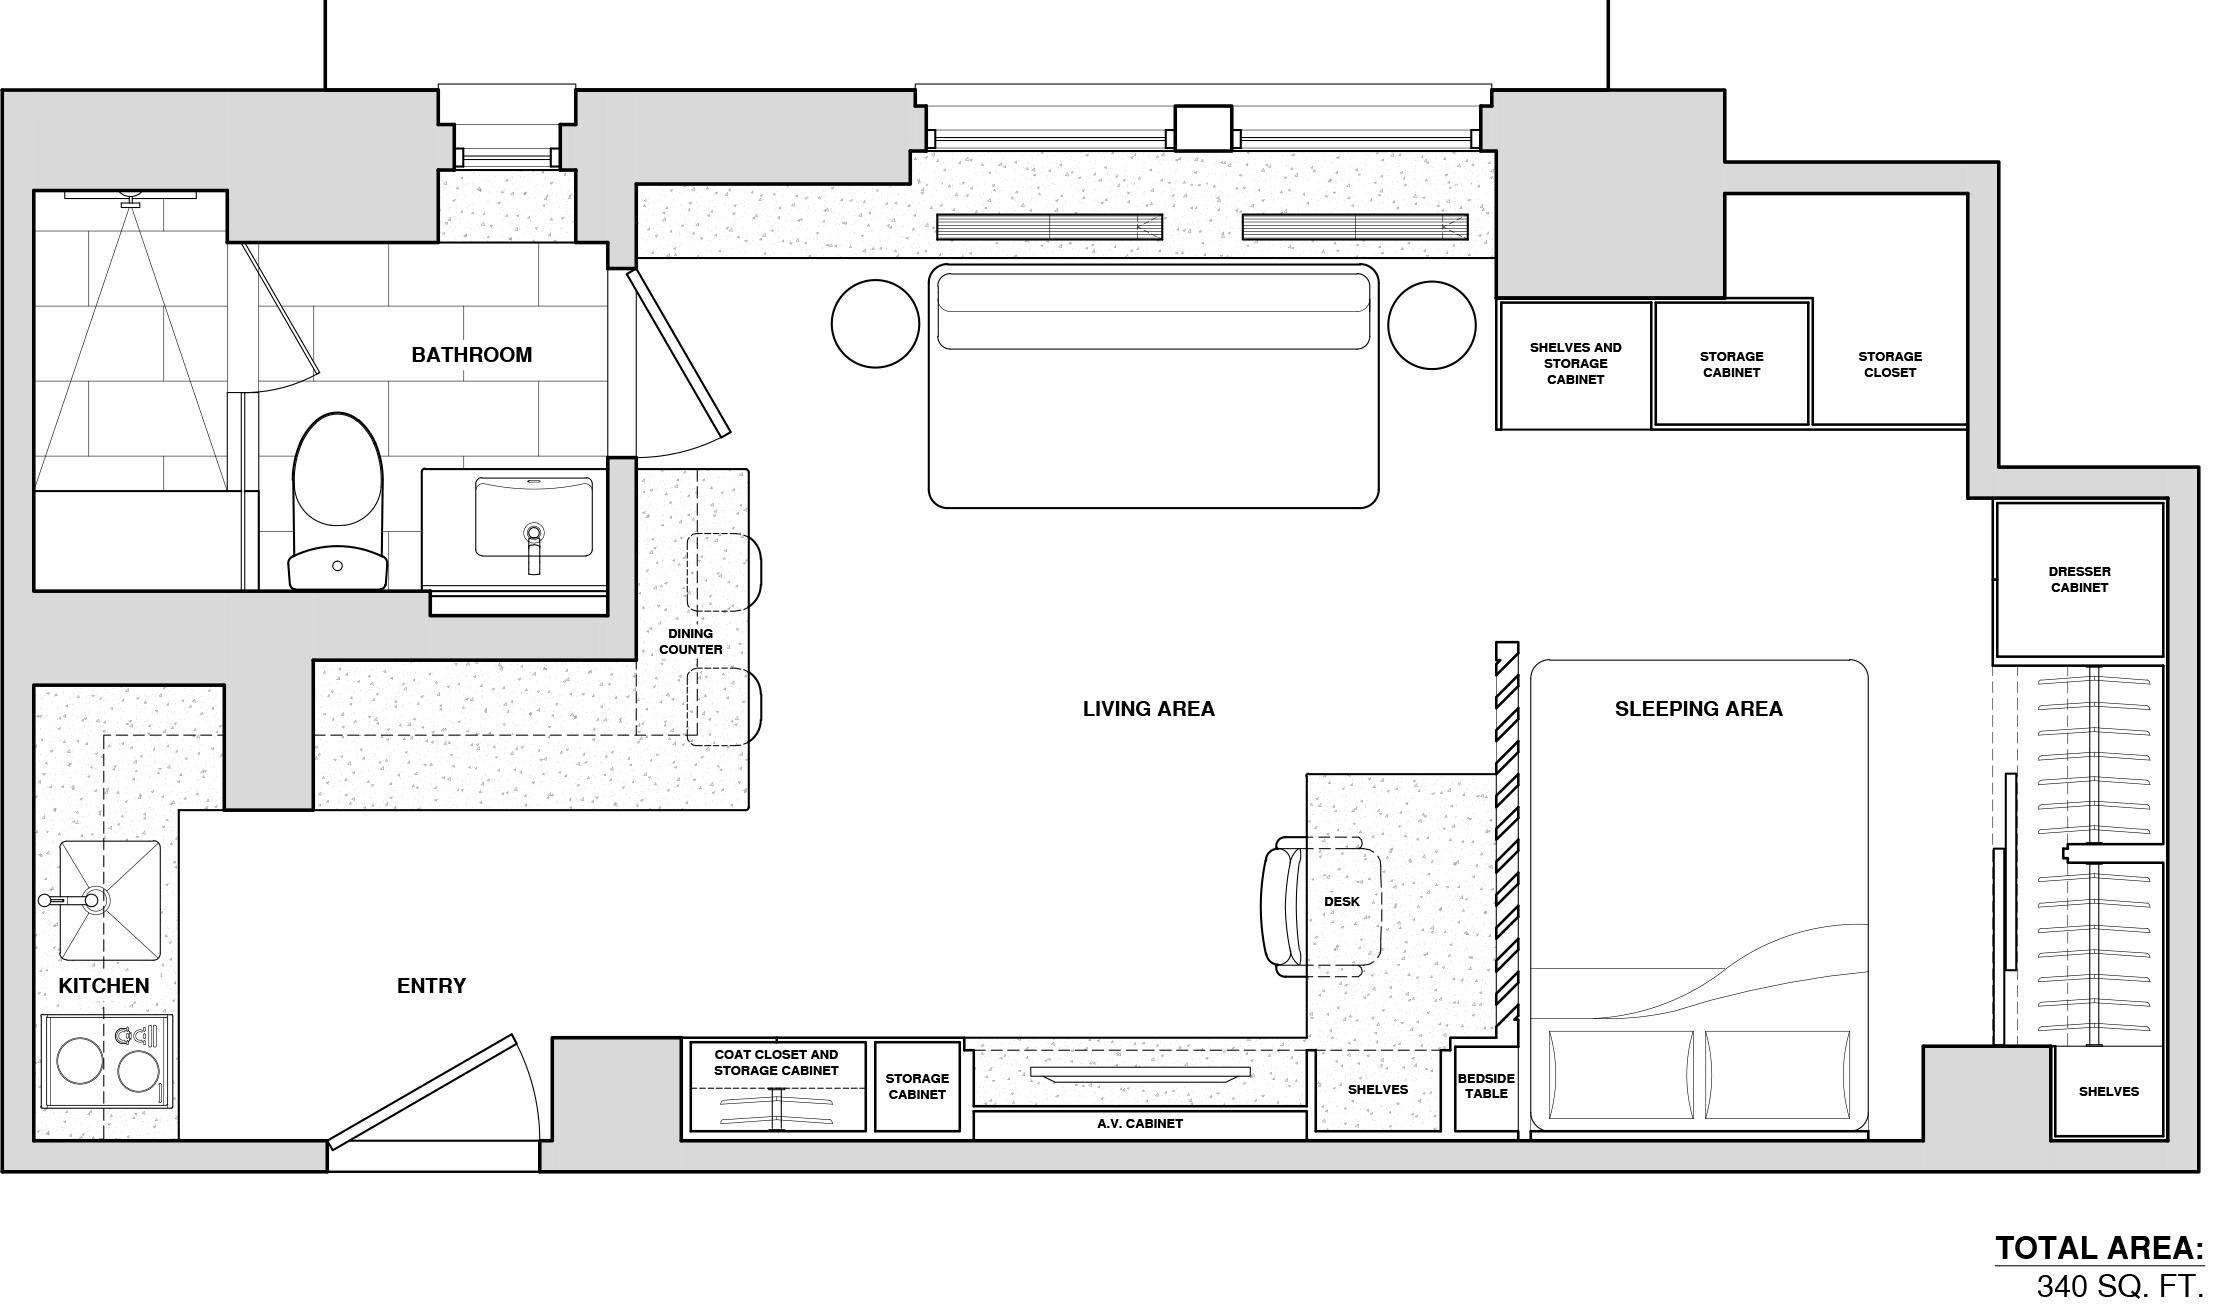 BATHROOM
SHELVES AND
STORAGE
CABINET
STORAGE
CABINET
STORAGE
CLOSET
DRESSER
CABINET
DINING
COUNTER
LIVING AREA
SLEEPING AREA
DESK
KITCHEN
ENTRY
COAT CLOSET AND
STORAGE CABINET
STORAGE
CABINET
A.V. CABINET
SHELVES
BEDSIDE
TABLE
SHELVES
TOTAL AREA:
340 SQ. FT.